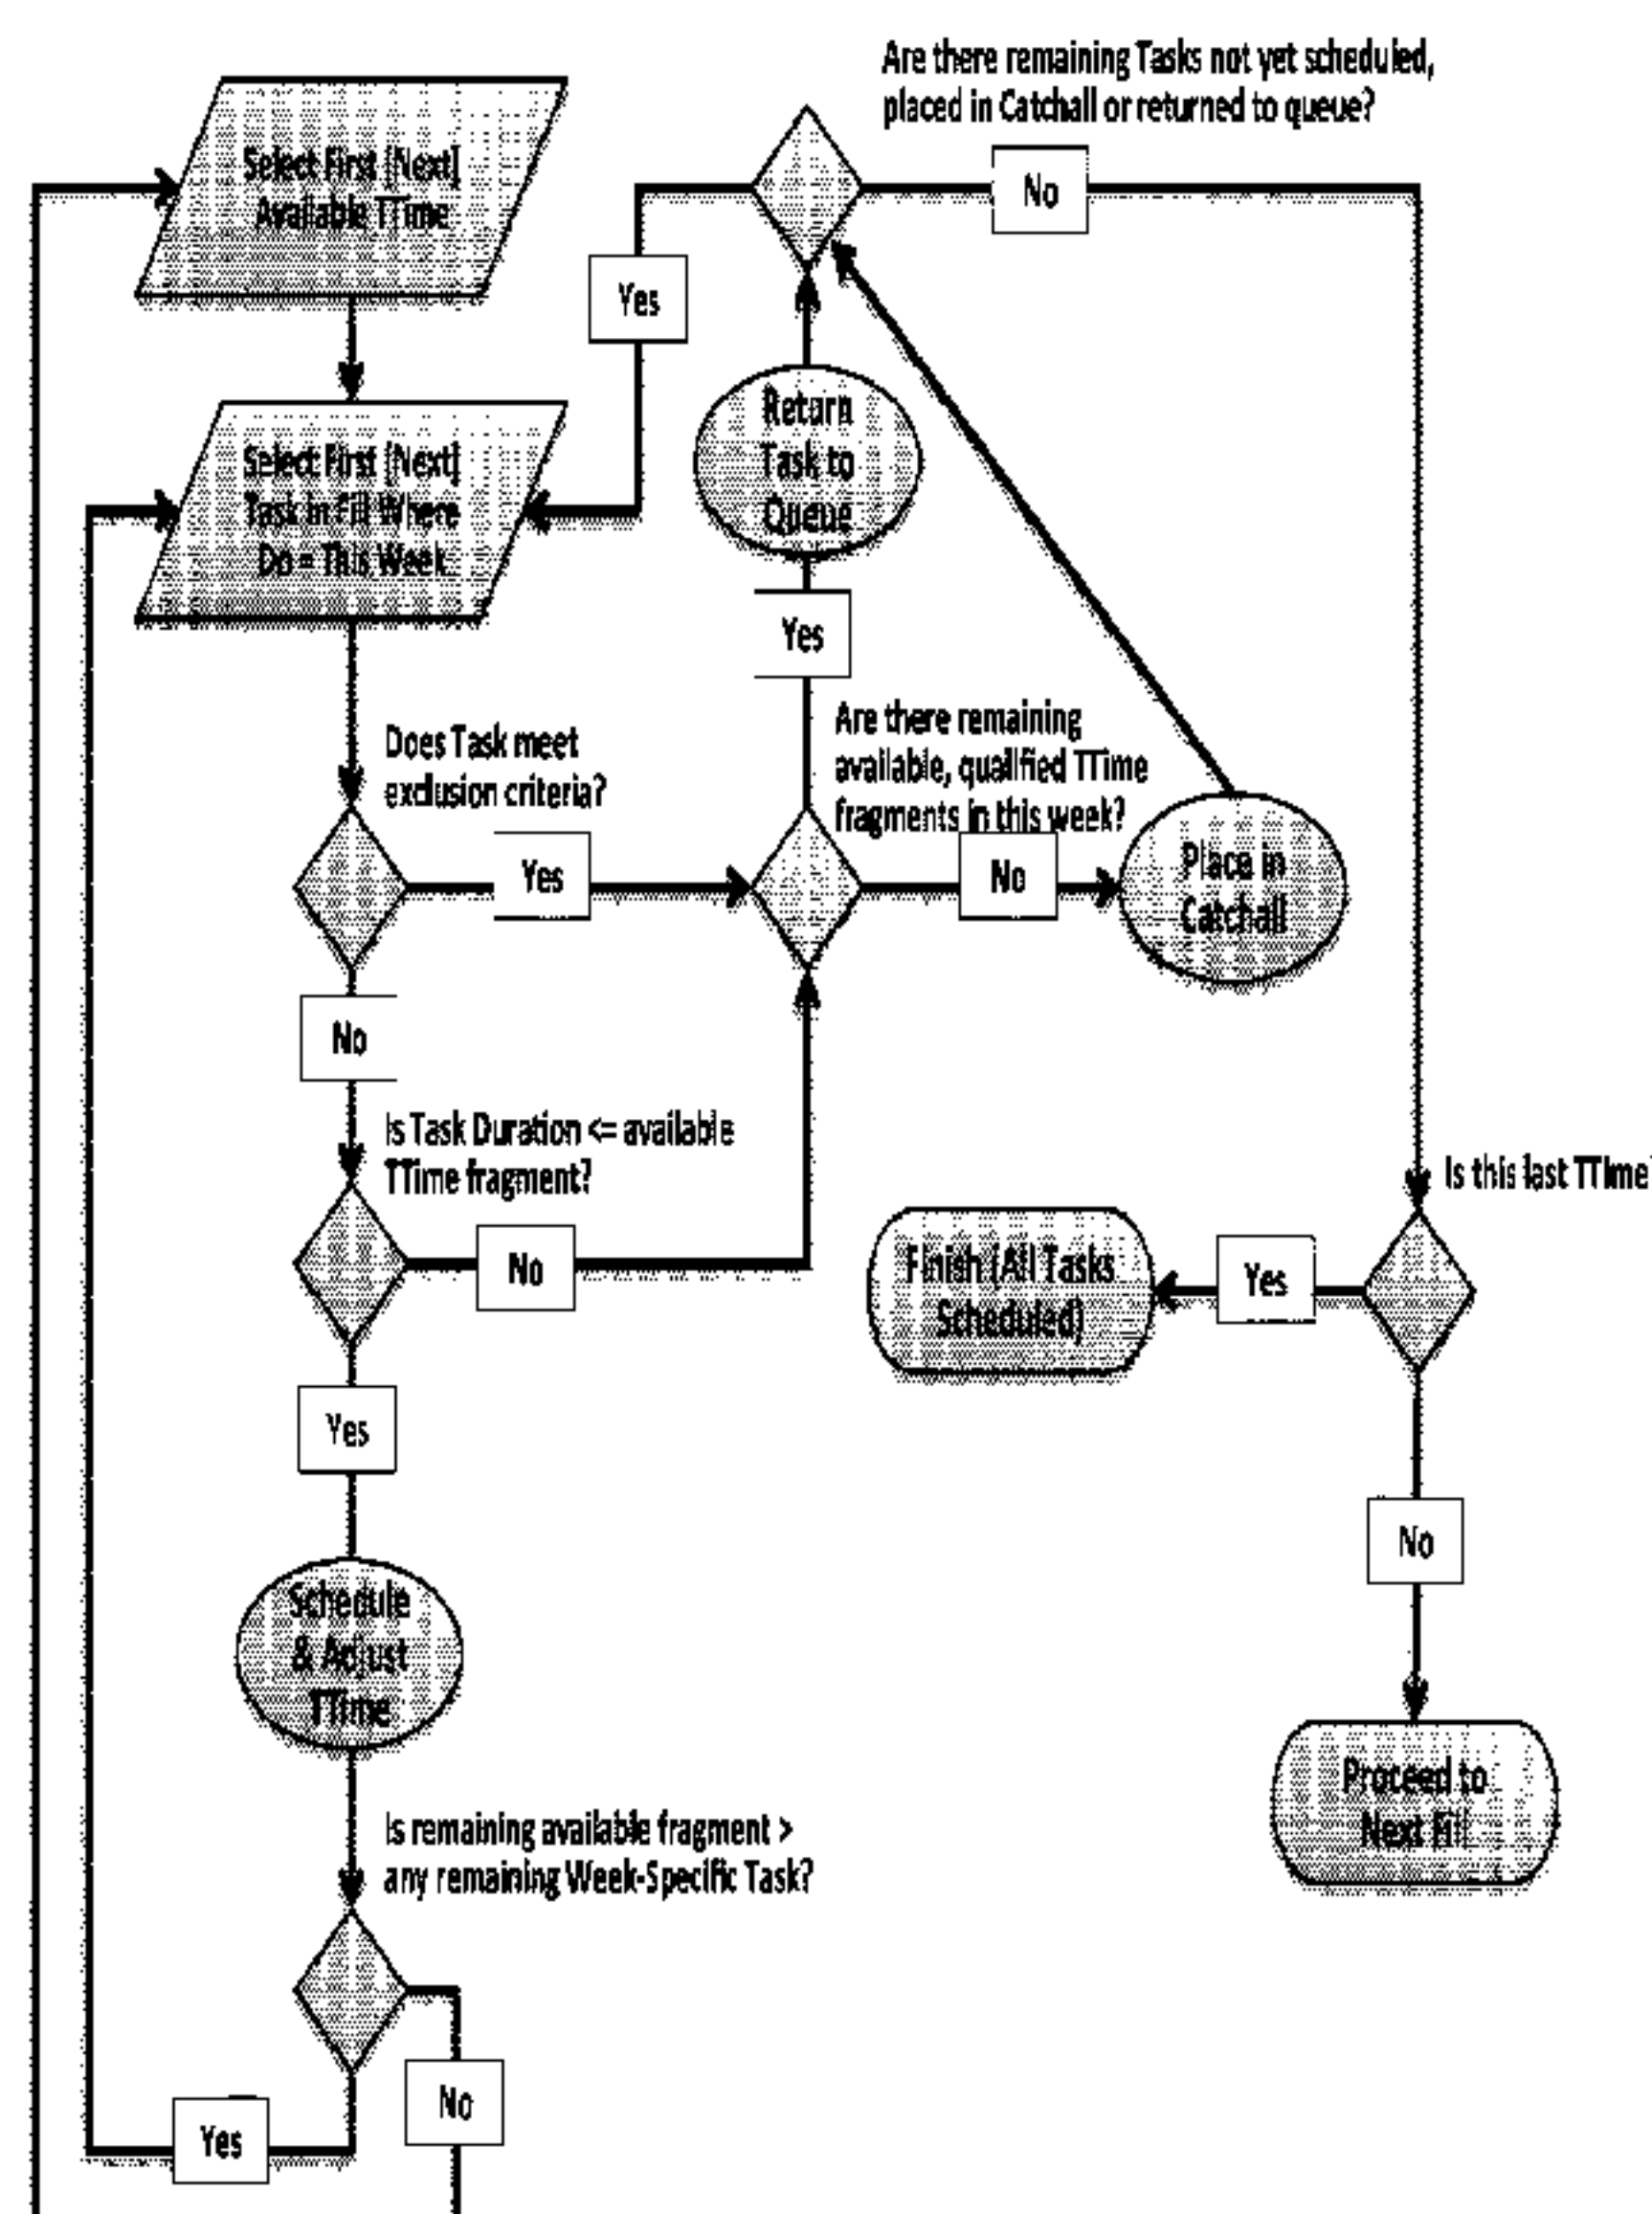 Are there remaining Tasks not yet scheduled,
placed in Catchall or returned to queue?
Select First [Next]
Available TTime
No
Yes
Select First [Next]
Task in Fill Where
Do = This Week
Return
Task to
Queue
Yes
Does Task meet
exclusion criteria?
Are there remaining
available, qualified TTime
fragments in this week?
Yes
No
Place in
Catchall
No
Is Task Duration <= available
TTime fragment?
No
Is this last TTime
Finish (All Tasks
Scheduled)
Yes
Yes
No
Schedule
& Adjust
TTime
Proceed to
Next Fill
Is remaining available fragment >
any remaining Week-Specific Task?
No
Yes